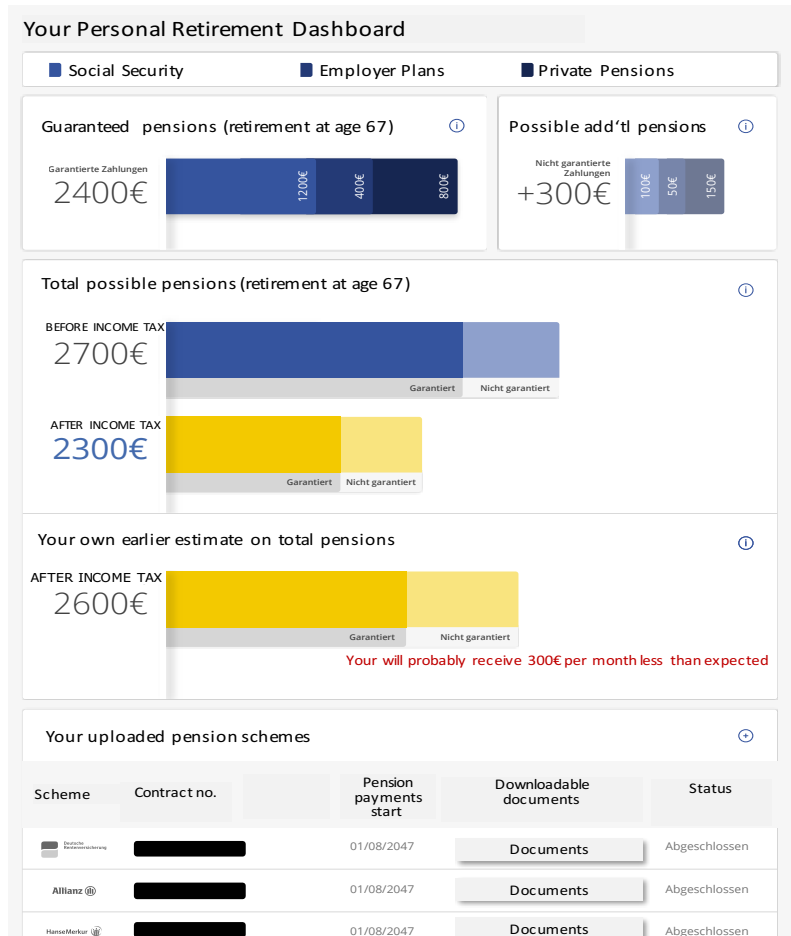 Your Personal Retirement Dashboard
Social Security
Employer Plans
Private Pensions
Guaranteed pensions (retirement at age 67)
Garantierte Zahlungen
2400€
1200€
400€
800€
Possible add‘tl pensions
Nicht garantierte
Zahlungen
+300€
100€
50€
150€
Total possible pensions (retirement at age 67)
BEFORE INCOME TAX
2700€
Garantiert
Nicht garantiert
AFTER INCOME TAX
2300€
Garantiert
Nicht garantiert
Your own earlier estimate on total pensions
AFTER INCOME TAX
2600€
Garantiert
Nicht garantiert
Your will probably receive 300€ per month less than expected
Your uploaded pension schemes
Scheme
Contract no.
Pension
payments
start
Downloadable
documents
Status
Deutsche
Rentenversicherung
01/08/2047
Documents
Abgeschlossen
Allianz
01/08/2047
Documents
Abgeschlossen
HanseMerkur
01/08/2047
Documents
Abgeschlossen